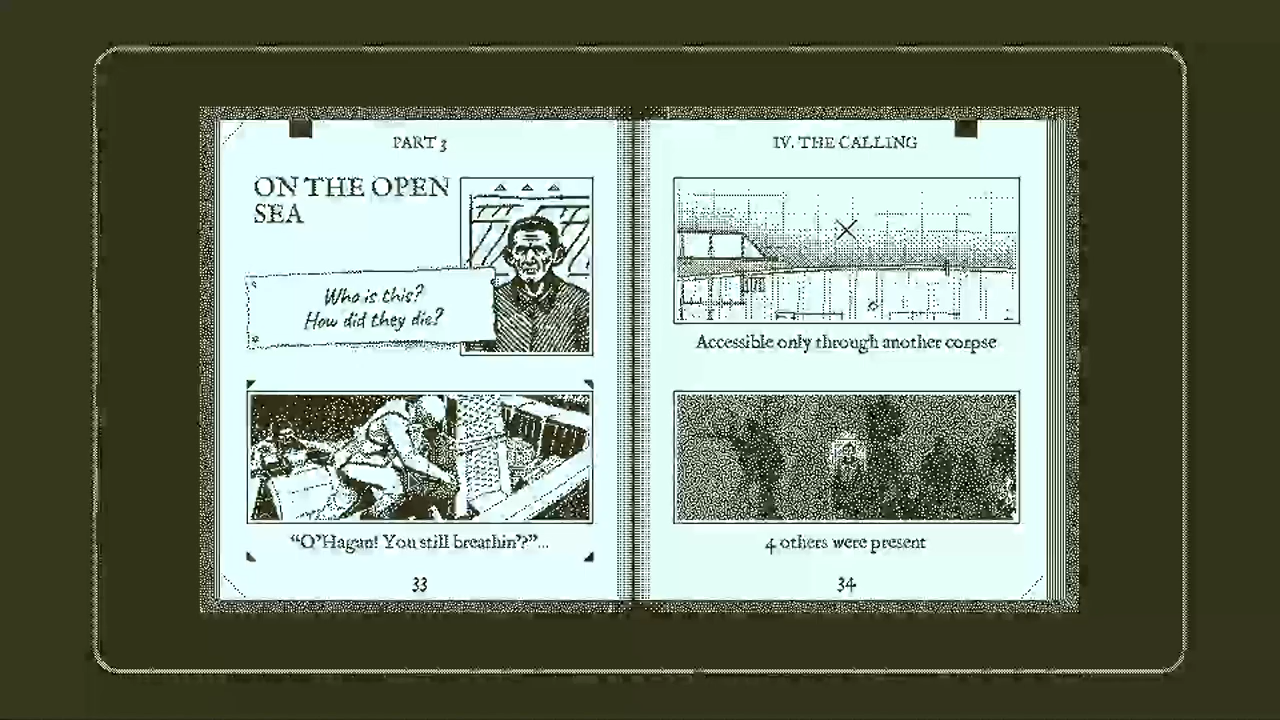 PART 3
ON THE OPEN
SEA
Who is this?
How did they die?
“O’Hagan! You still breathin’?”...
33
IV. THE CALLING
Accessible only through another corpse
4 others were present
34